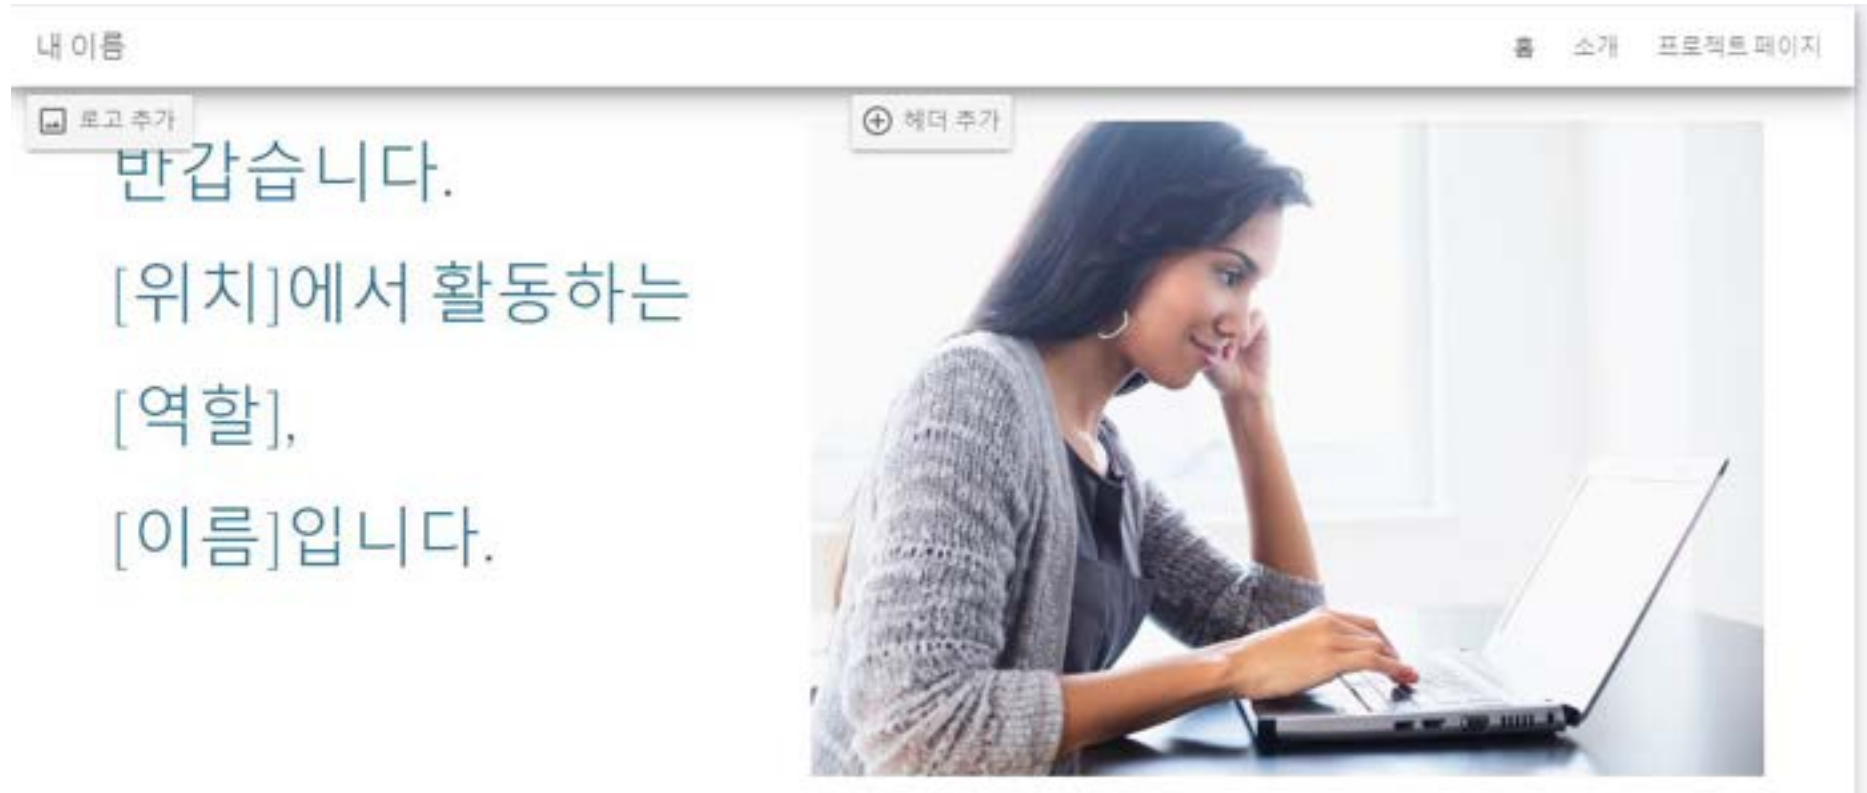 내 이름
홈 소개 프로젝트 페이지
로고 추가
헤더 추가
반갑습니다.
[위치]에서 활동하는
[역할],
[이름]입니다.